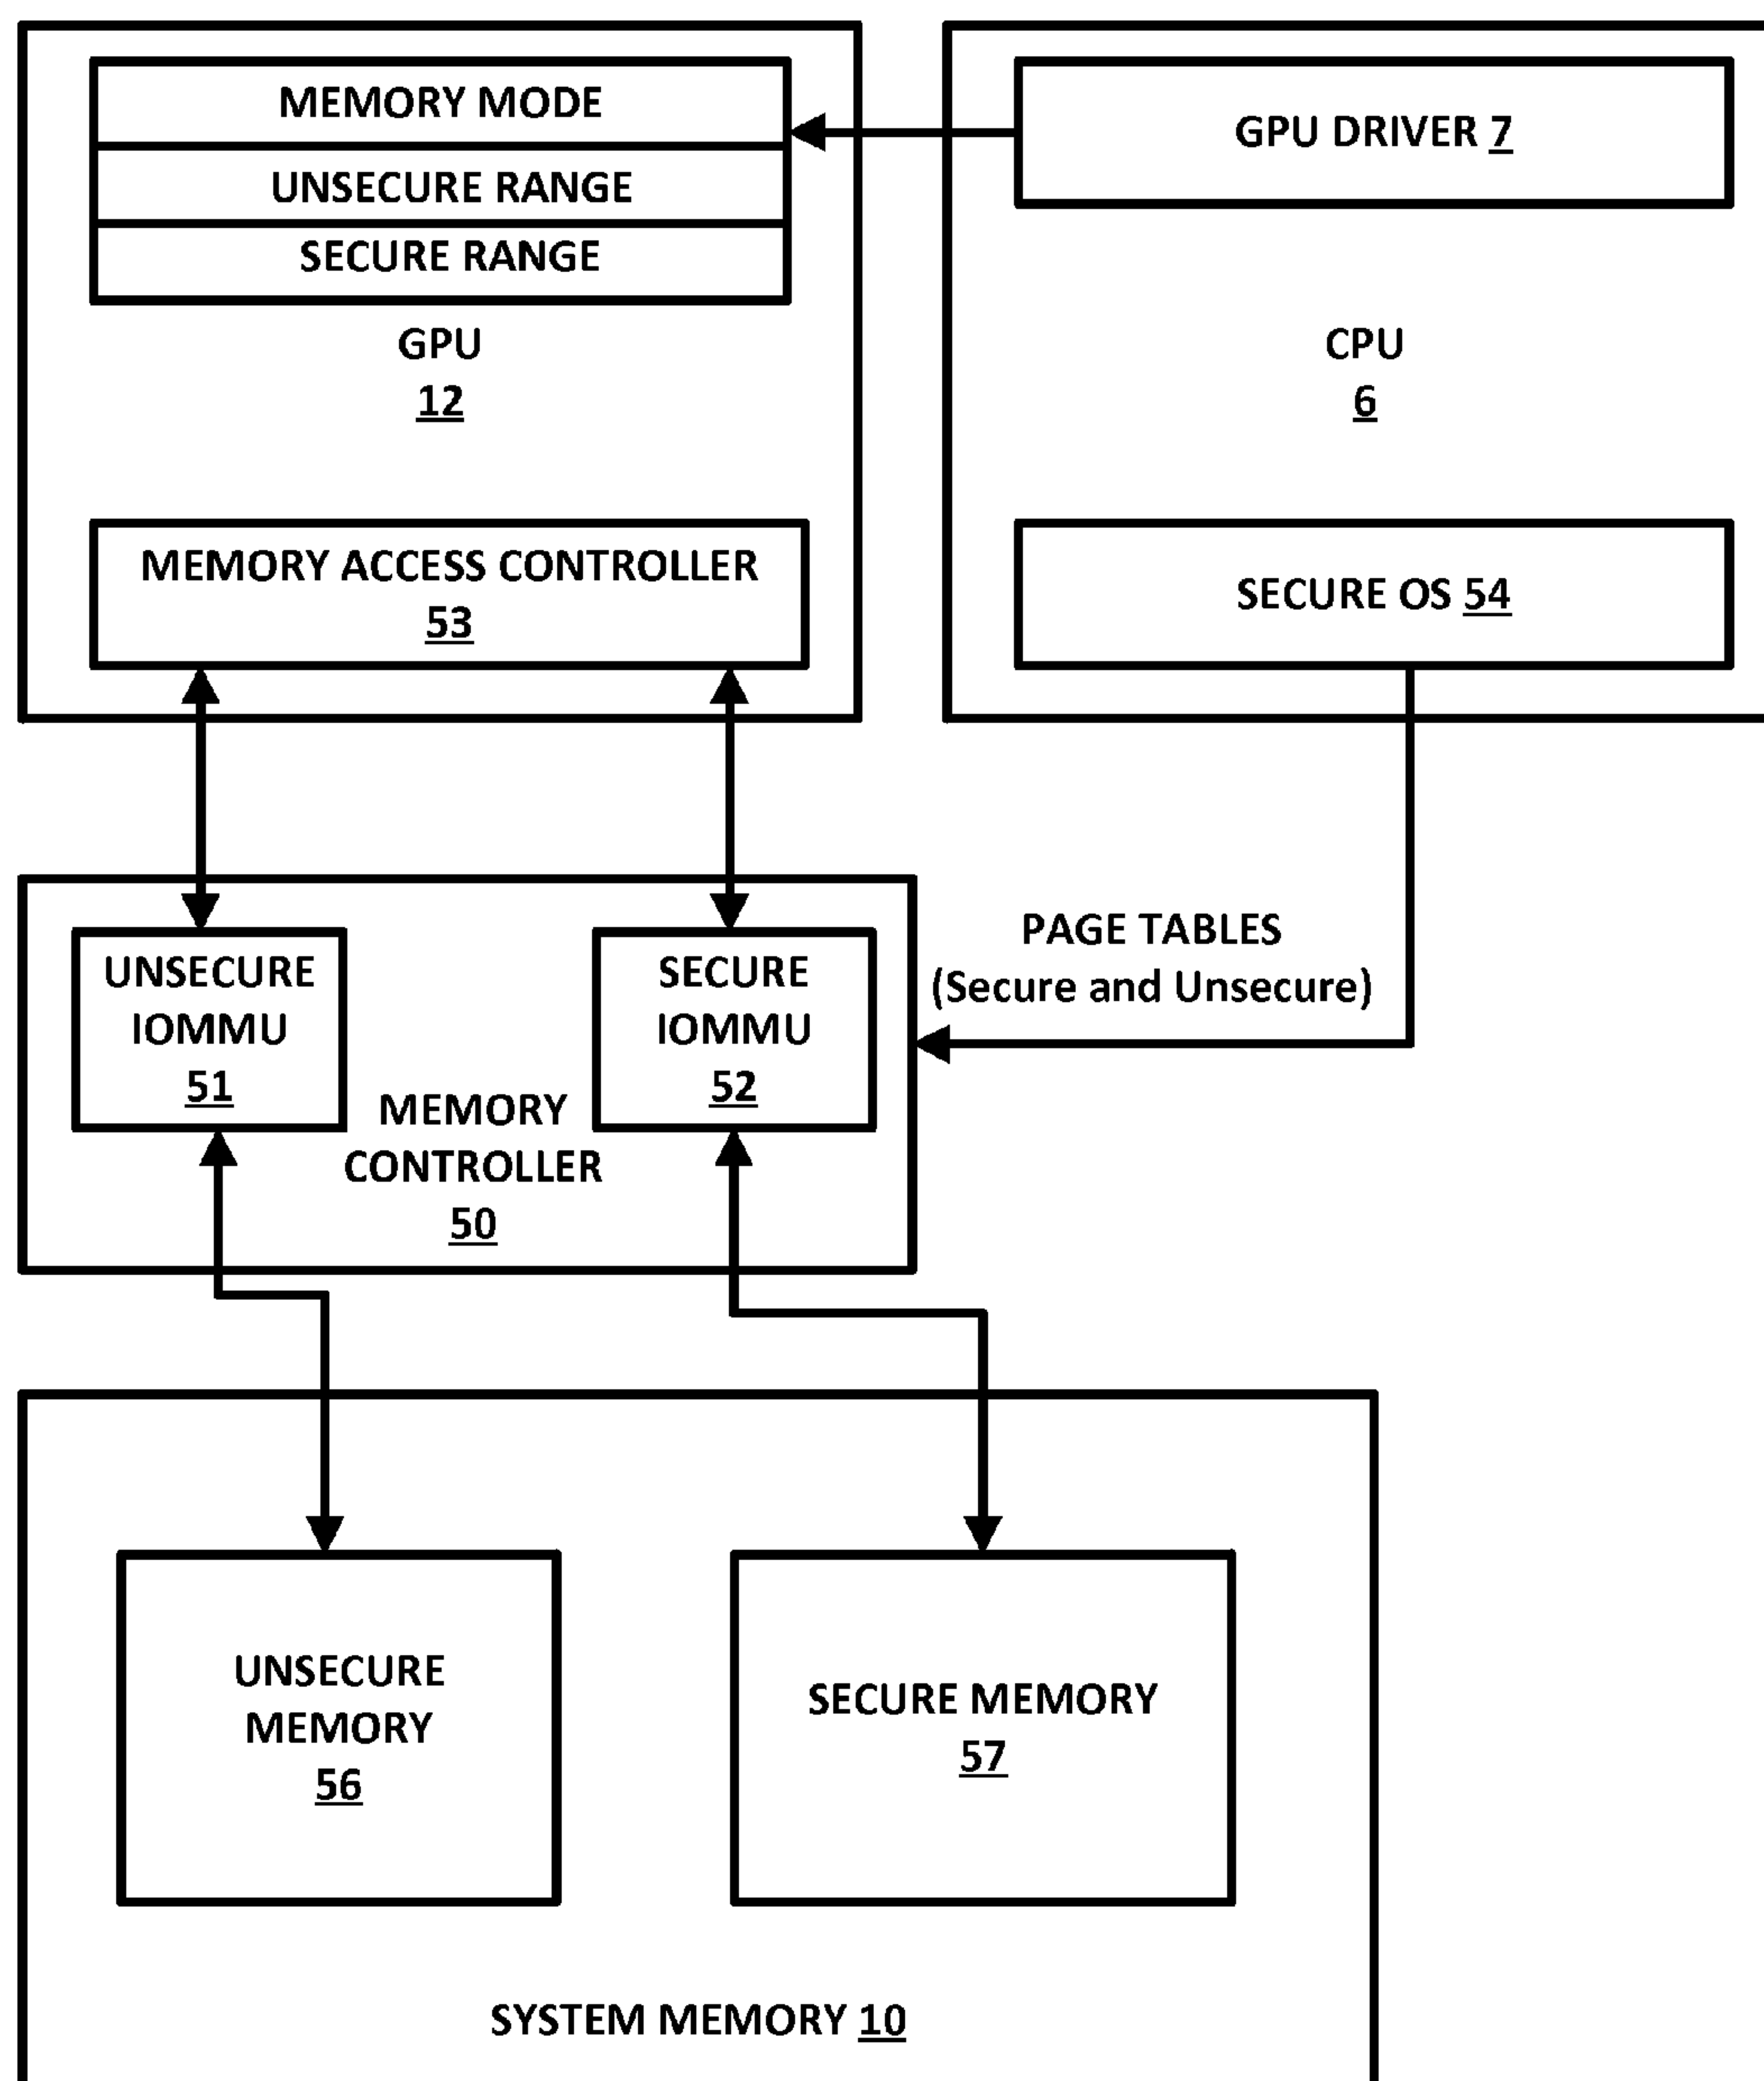 MEMORY MODE
UNSECURE RANGE
SECURE RANGE
GPU
12
GPU DRIVER 7
CPU
6
MEMORY ACCESS CONTROLLER
53
SECURE OS 54
UNSECURE
IOMMU
51
SECURE
IOMMU
52
MEMORY
CONTROLLER
50
PAGE TABLES
(Secure and Unsecure)
UNSECURE
MEMORY
56
SECURE MEMORY
57
SYSTEM MEMORY 10